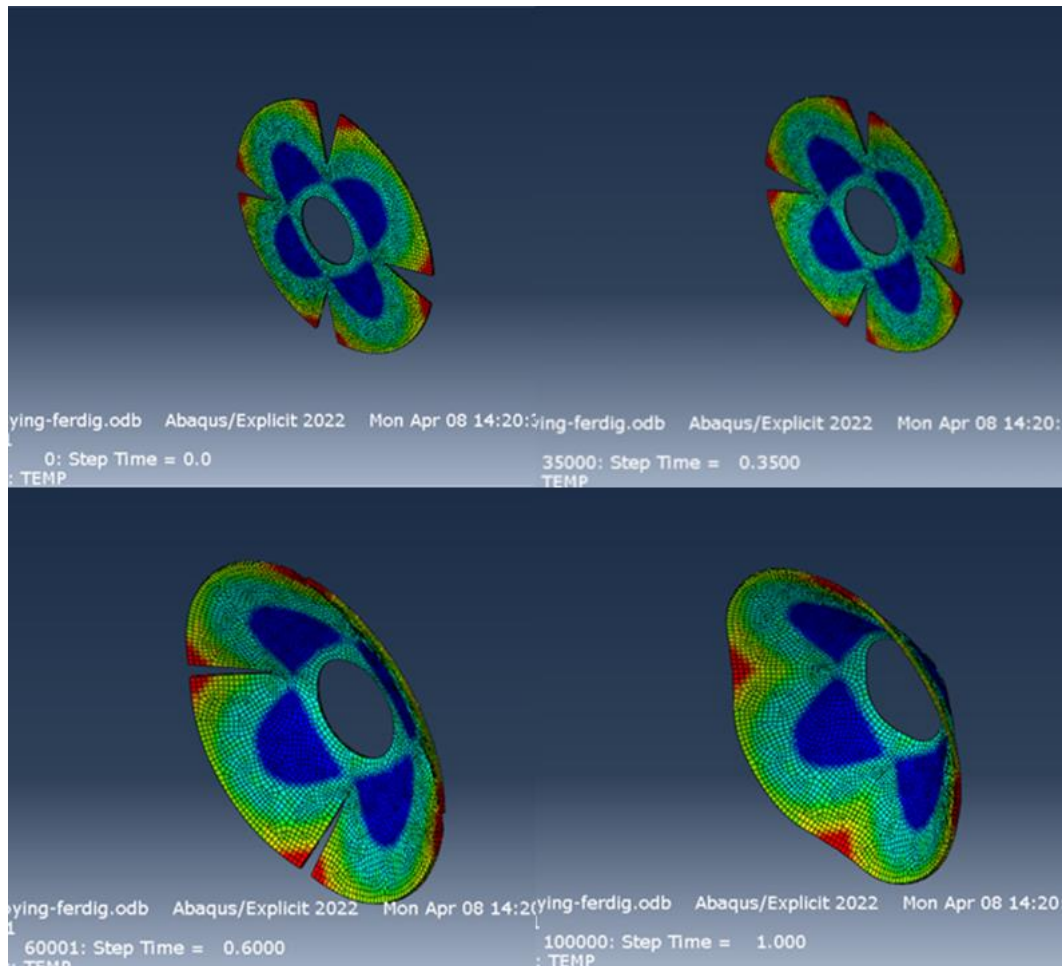 ying-ferdig.odb Abaqus/Explicit 2022 Mon Apr 08 14:20:
0: Step Time = 0.0
: TEMP
ying-ferdig.odb Abaqus/Explicit 2022 Mon Apr 08 14:20:
35000: Step Time = 0.3500
TEMP
ying-ferdig.odb Abaqus/Explicit 2022 Mon Apr 08 14:20
1
60001: Step Time = 0.6000
: TEMP
ying-ferdig.odb Abaqus/Explicit 2022 Mon Apr 08 14:20
100000: Step Time = 1.000
: TEMP